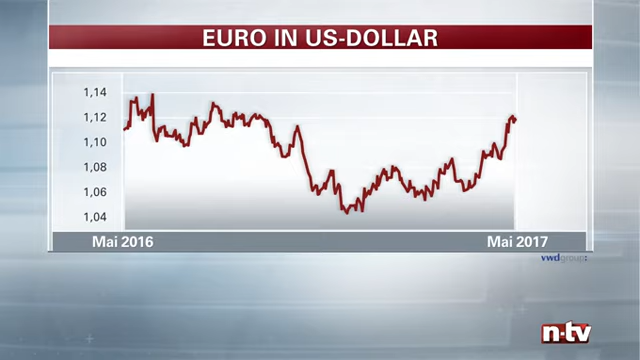 EURO IN US-DOLLAR
1,14
1,12
1,10
1,08
1,06
1,04
Mai 2016 Mai 2017
vwdgroup:
n-tv